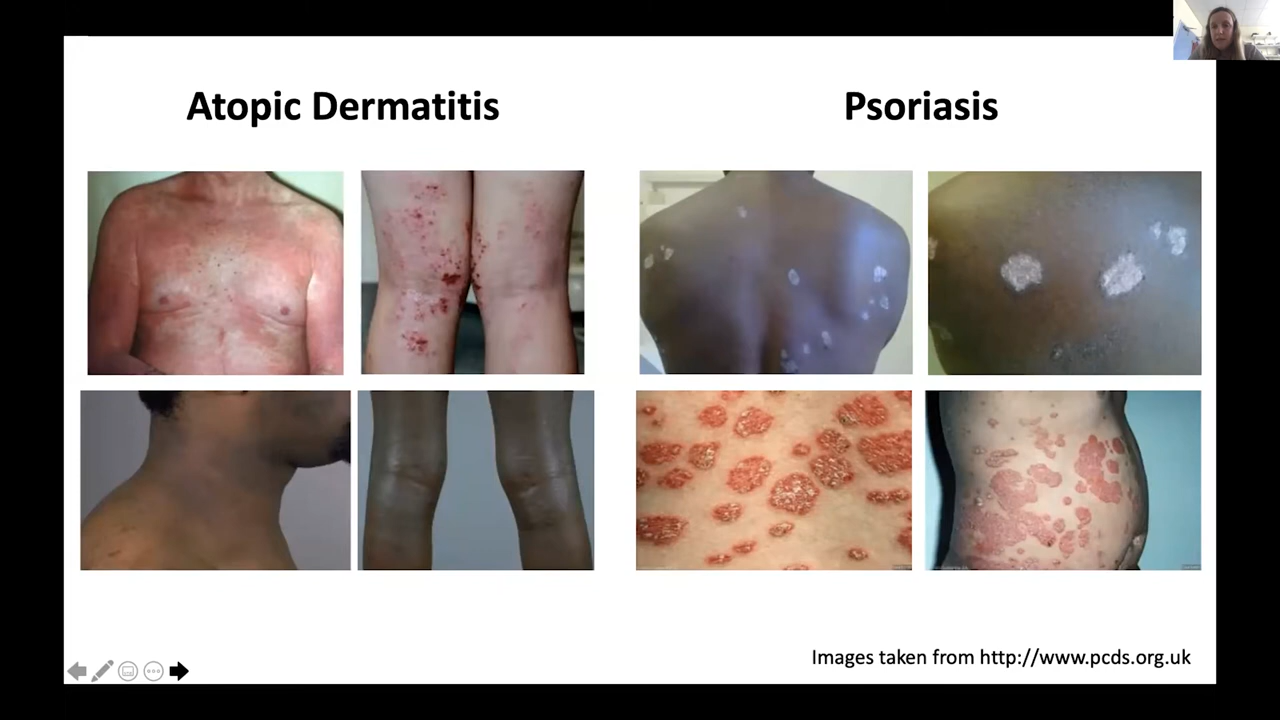 Atopic Dermatitis
Psoriasis
Images taken from http://www.pcds.org.uk